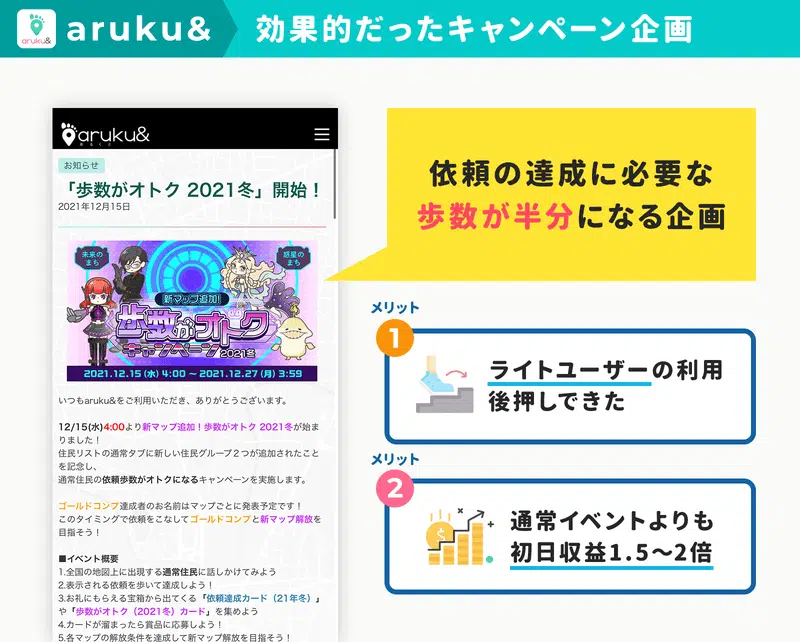 aruku&
aruku& 効果的だったキャンペーン企画
aruku&
あるくと
お知らせ
「歩数がオトク 2021冬」開始！
2021年12月15日
未来の
まち
惑星の
まち
新マップ追加!
歩数がオトク
キャンペーン 2021冬
2021.12.15(水) 4:00 ～ 2021.12.27(月) 3:59
いつもaruku&をご利用いただき、ありがとうございます。
12/15(水)4:00より新マップ追加！歩数がオトク 2021冬が始ま
りました！
住民リストの通常タブに新しい住民グループ２つが追加されたこと
を記念し、
通常住民の依頼歩数がオトクになるキャンペーンを実施します。
ゴールドコンプ達成者のお名前はマップごとに発表予定です！
このタイミングで依頼をこなしてゴールドコンプと新マップ解放を
目指そう！
■イベント概要
1.全国の地図上に出現する通常住民に話しかけてみよう
2.表示される依頼を歩いて達成しよう！
3.お礼にもらえる宝箱から出てくる「依頼達成カード（21年冬）」
や「歩数がオトク（2021冬）カード」を集めよう
4.カードが溜まったら賞品に応募しよう！
5.各マップの解放条件を達成して新マップ解放を目指そう！
依頼の達成に必要な
歩数が半分になる企画
メリット
1
ライトユーザーの利用
後押しできた
メリット
2
通常イベントよりも
初日収益1.5〜2倍